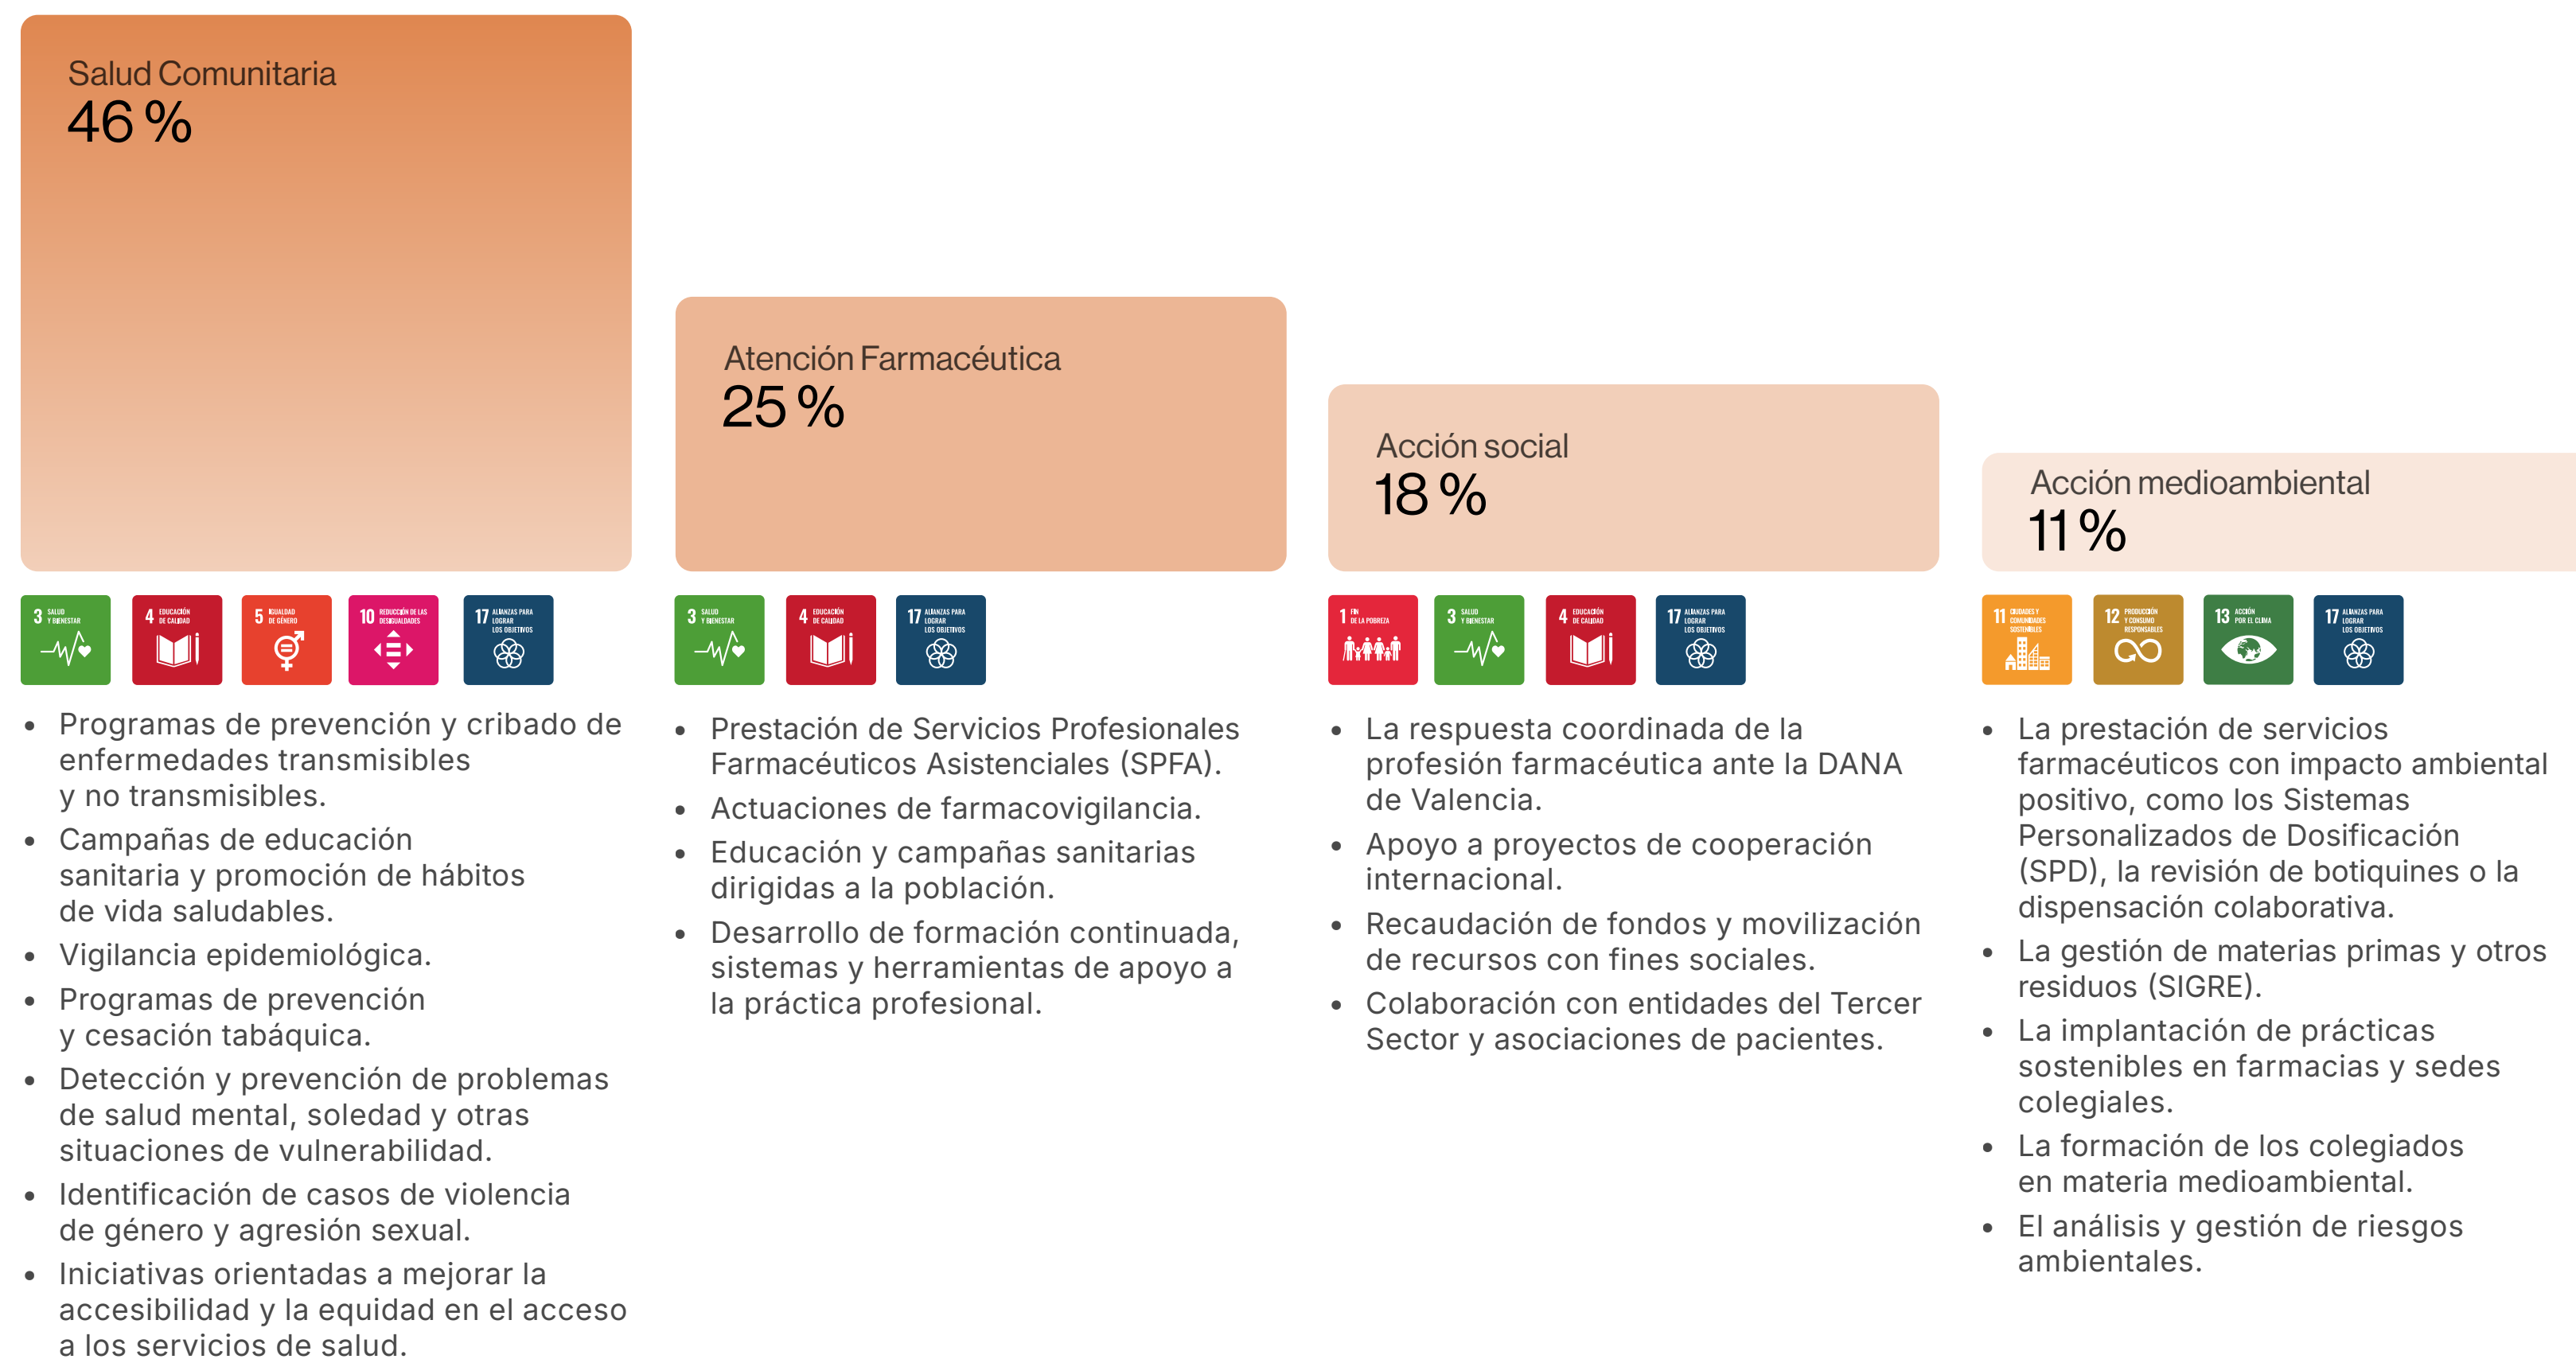 Salud Comunitaria
46 %
3 SALUD
Y BIENESTAR
4 EDUCACIÓN
DE CALIDAD
5 IGUALDAD
DE GÉNERO
10 REDUCCIÓN DE LAS
DESIGUALDADES
17 ALIANZAS PARA
LOGRAR
LOS OBJETIVOS
• Programas de prevención y cribado de
enfermedades transmisibles
y no transmisibles.
• Campañas de educación
sanitaria y promoción de hábitos
de vida saludables.
• Vigilancia epidemiológica.
• Programas de prevención
y cesación tabáquica.
• Detección y prevención de problemas
de salud mental, soledad y otras
situaciones de vulnerabilidad.
• Identificación de casos de violencia
de género y agresión sexual.
• Iniciativas orientadas a mejorar la
accesibilidad y la equidad en el acceso
a los servicios de salud.
Atención Farmacéutica
25 %
3 SALUD
Y BIENESTAR
4 EDUCACIÓN
DE CALIDAD
17 ALIANZAS PARA
LOGRAR
LOS OBJETIVOS
• Prestación de Servicios Profesionales
Farmacéuticos Asistenciales (SPFA).
• Actuaciones de farmacovigilancia.
• Educación y campañas sanitarias
dirigidas a la población.
• Desarrollo de formación continuada,
sistemas y herramientas de apoyo a
la práctica profesional.
Acción social
18 %
1 FIN
DE LA POBREZA
3 SALUD
Y BIENESTAR
4 EDUCACIÓN
DE CALIDAD
17 ALIANZAS PARA
LOGRAR
LOS OBJETIVOS
• La respuesta coordinada de la
profesión farmacéutica ante la DANA
de Valencia.
• Apoyo a proyectos de cooperación
internacional.
• Recaudación de fondos y movilización
de recursos con fines sociales.
• Colaboración con entidades del Tercer
Sector y asociaciones de pacientes.
Acción medioambiental
11 %
11 CIUDADES Y
COMUNIDADES
SOSTENIBLES
12 PRODUCCIÓN
Y CONSUMO
RESPONSABLES
13 ACCIÓN
POR EL CLIMA
17 ALIANZAS PARA
LOGRAR
LOS OBJETIVOS
• La prestación de servicios
farmacéuticos con impacto ambiental
positivo, como los Sistemas
Personalizados de Dosificación
(SPD), la revisión de botiquines o la
dispensación colaborativa.
• La gestión de materias primas y otros
residuos (SIGRE).
• La implantación de prácticas
sostenibles en farmacias y sedes
colegiales.
• La formación de los colegiados
en materia medioambiental.
• El análisis y gestión de riesgos
ambientales.